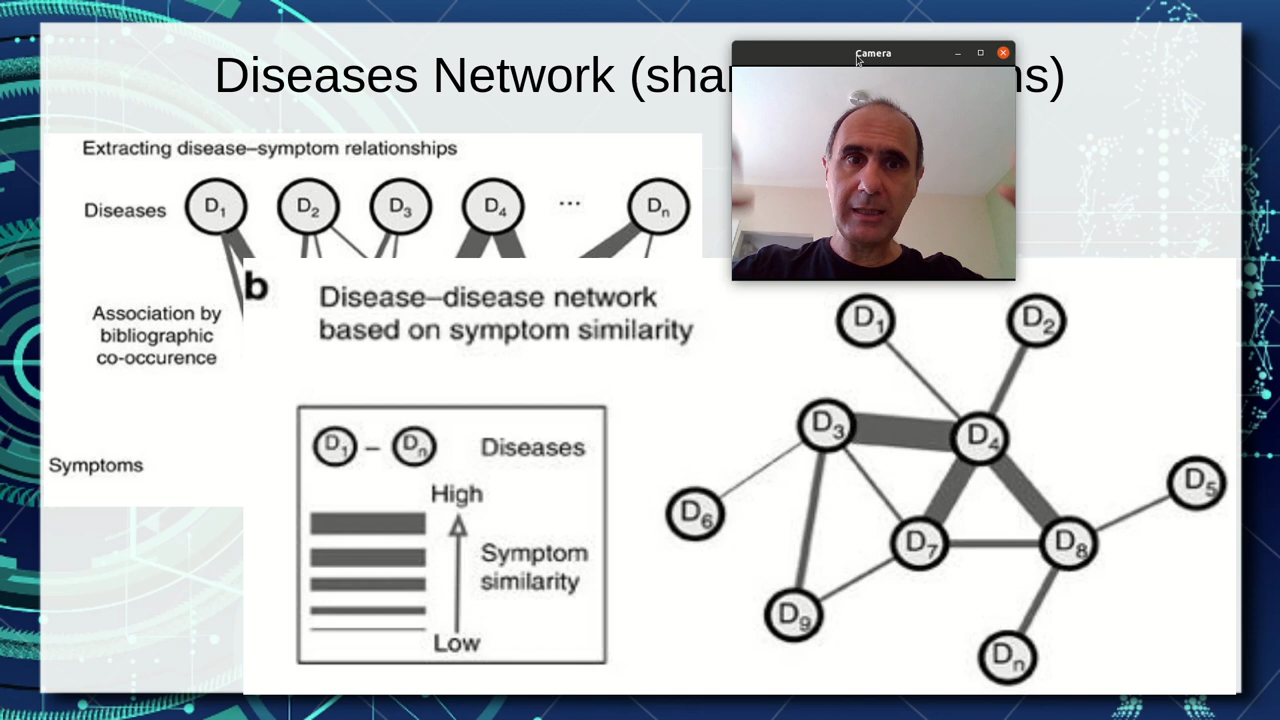 Diseases Network (shar
ns)
Camera
Extracting disease–symptom relationships
Diseases
D1
D2
D3
D4
...
Dn
b
Disease–disease network
based on symptom similarity
Association by
bibliographic
co-occurence
Symptoms
D1 – Dn
Diseases
High
Symptom
similarity
Low
D1
D2
D3
D4
D5
D6
D7
D8
D9
Dn